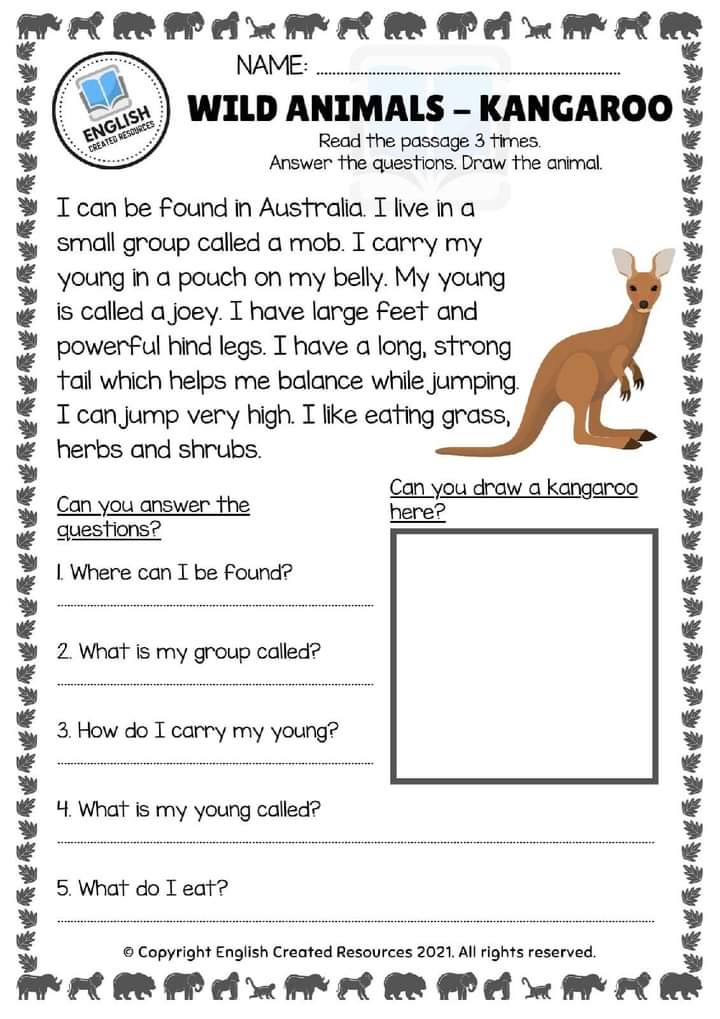 ENGLISH
CREATED RESOURCES
NAME: ..............................................................................
WILD ANIMALS – KANGAROO
Read the passage 3 times.
Answer the questions. Draw the animal.
I can be found in Australia. I live in a
small group called a mob. I carry my
young in a pouch on my belly. My young
is called a joey. I have large feet and
powerful hind legs. I have a long, strong
tail which helps me balance while jumping.
I can jump very high. I like eating grass,
herbs and shrubs.
Can you answer the
questions?
1. Where can I be found?
2. What is my group called?
3. How do I carry my young?
4. What is my young called?
5. What do I eat?
Can you draw a kangaroo
here?
© Copyright English Created Resources 2021. All rights reserved.